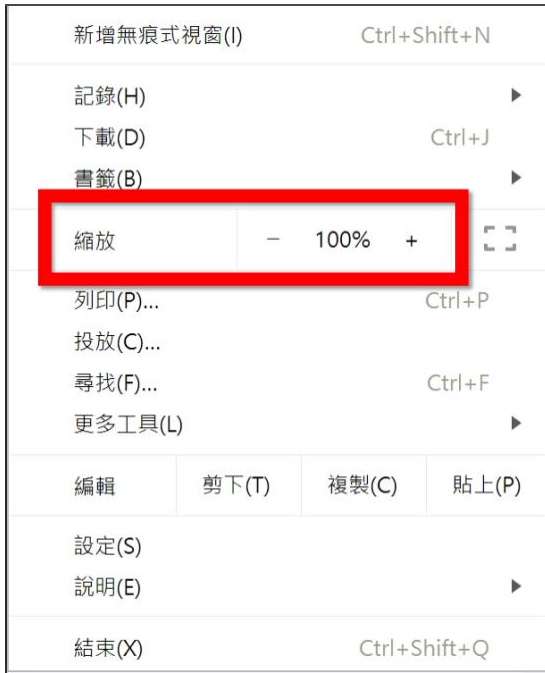 新增無痕式視窗(I) Ctrl+Shift+N
記錄(H)
下載(D) Ctrl+J
書籤(B)
縮放 − 100% +
列印(P)... Ctrl+P
投放(C)...
尋找(F)... Ctrl+F
更多工具(L)
編輯 剪下(T) 複製(C) 貼上(P)
設定(S)
說明(E)
結束(X) Ctrl+Shift+Q